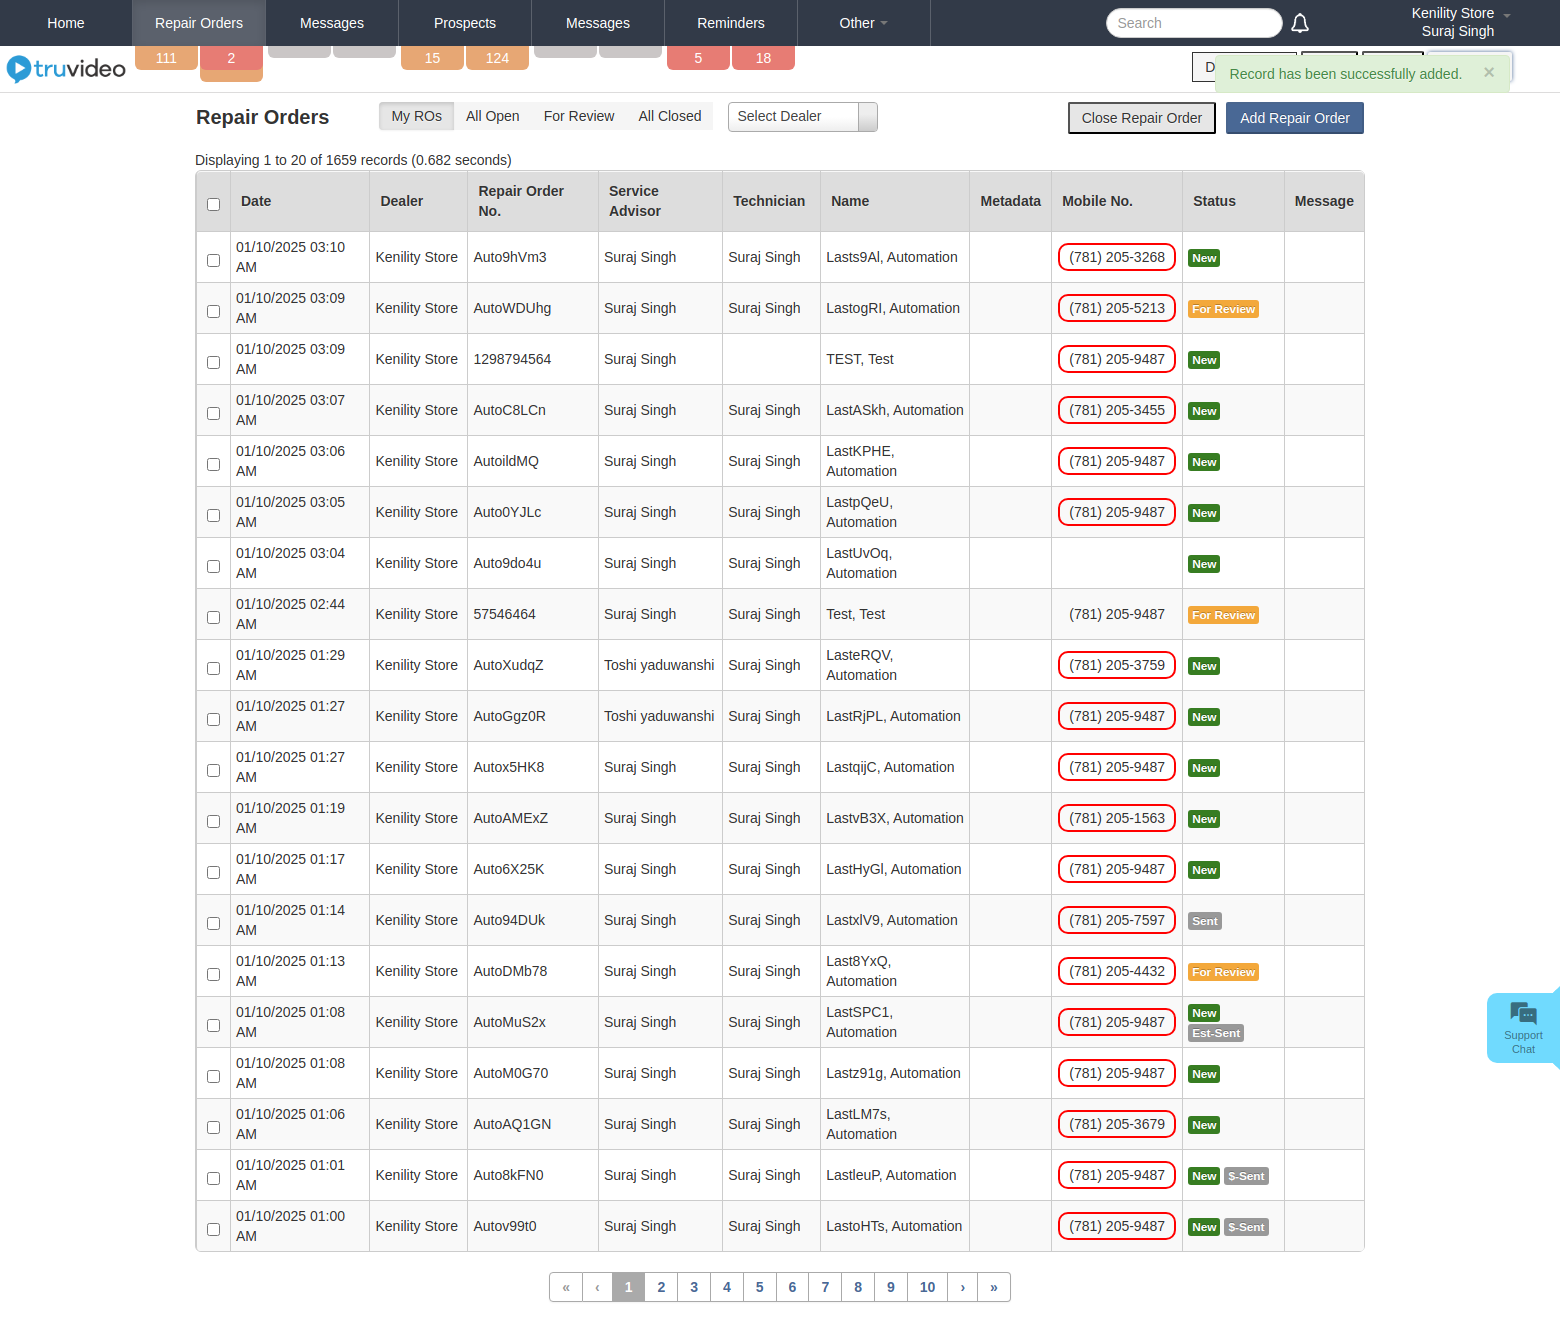 Home Repair Orders Messages Prospects Messages Reminders Other Search Kenility Store
Suraj Singh
111 2 15 124 5 18
truvideo
D
Record has been successfully added. ×
Repair Orders My ROs All Open For Review All Closed Select Dealer Close Repair Order Add Repair Order
Displaying 1 to 20 of 1659 records (0.682 seconds)
Date Dealer Repair Order No. Service Advisor Technician Name Metadata Mobile No. Status Message
01/10/2025 03:10 AM Kenility Store Auto9hVm3 Suraj Singh Suraj Singh Lasts9Al, Automation (781) 205-3268 New
01/10/2025 03:09 AM Kenility Store AutoWDUhg Suraj Singh Suraj Singh LastogRI, Automation (781) 205-5213 For Review
01/10/2025 03:09 AM Kenility Store 1298794564 Suraj Singh TEST, Test (781) 205-9487 New
01/10/2025 03:07 AM Kenility Store AutoC8LCn Suraj Singh Suraj Singh LastASkh, Automation (781) 205-3455 New
01/10/2025 03:06 AM Kenility Store AutoildMQ Suraj Singh Suraj Singh LastKPHE, Automation (781) 205-9487 New
01/10/2025 03:05 AM Kenility Store Auto0YJLc Suraj Singh Suraj Singh LastpQeU, Automation (781) 205-9487 New
01/10/2025 03:04 AM Kenility Store Auto9do4u Suraj Singh Suraj Singh LastUvOq, Automation New
01/10/2025 02:44 AM Kenility Store 57546464 Suraj Singh Suraj Singh Test, Test (781) 205-9487 For Review
01/10/2025 01:29 AM Kenility Store AutoXudqZ Toshi yaduwanshi Suraj Singh LasteRQV, Automation (781) 205-3759 New
01/10/2025 01:27 AM Kenility Store AutoGgz0R Toshi yaduwanshi Suraj Singh LastRjPL, Automation (781) 205-9487 New
01/10/2025 01:27 AM Kenility Store Autox5HK8 Suraj Singh Suraj Singh LastqijC, Automation (781) 205-9487 New
01/10/2025 01:19 AM Kenility Store AutoAMExZ Suraj Singh Suraj Singh LastvB3X, Automation (781) 205-1563 New
01/10/2025 01:17 AM Kenility Store Auto6X25K Suraj Singh Suraj Singh LastHyGl, Automation (781) 205-9487 New
01/10/2025 01:14 AM Kenility Store Auto94DUk Suraj Singh Suraj Singh LastxlV9, Automation (781) 205-7597 Sent
01/10/2025 01:13 AM Kenility Store AutoDMb78 Suraj Singh Suraj Singh Last8YxQ, Automation (781) 205-4432 For Review
01/10/2025 01:08 AM Kenility Store AutoMuS2x Suraj Singh Suraj Singh LastSPC1, Automation (781) 205-9487 New Est-Sent
01/10/2025 01:08 AM Kenility Store AutoM0G70 Suraj Singh Suraj Singh Lastz91g, Automation (781) 205-9487 New
01/10/2025 01:06 AM Kenility Store AutoAQ1GN Suraj Singh Suraj Singh LastLM7s, Automation (781) 205-3679 New
01/10/2025 01:01 AM Kenility Store Auto8kFN0 Suraj Singh Suraj Singh LastleuP, Automation (781) 205-9487 New $-Sent
01/10/2025 01:00 AM Kenility Store Autov99t0 Suraj Singh Suraj Singh LastoHTs, Automation (781) 205-9487 New $-Sent
Support
Chat
« ‹ 1 2 3 4 5 6 7 8 9 10 › »